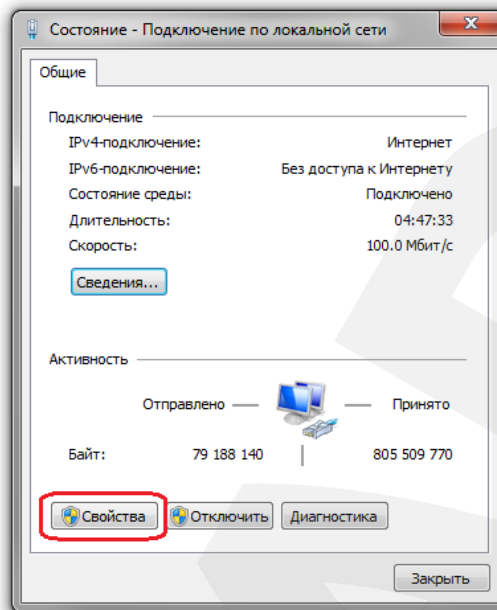 Состояние - Подключение по локальной сети
Общие
Подключение
IPv4-подключение: Интернет
IPv6-подключение: Без доступа к Интернету
Состояние среды: Подключено
Длительность: 04:47:33
Скорость: 100.0 Мбит/с
Сведения...
Активность
Отправлено — Принято
Байт: 79 188 140 | 805 509 770
Свойства Отключить Диагностика
Закрыть